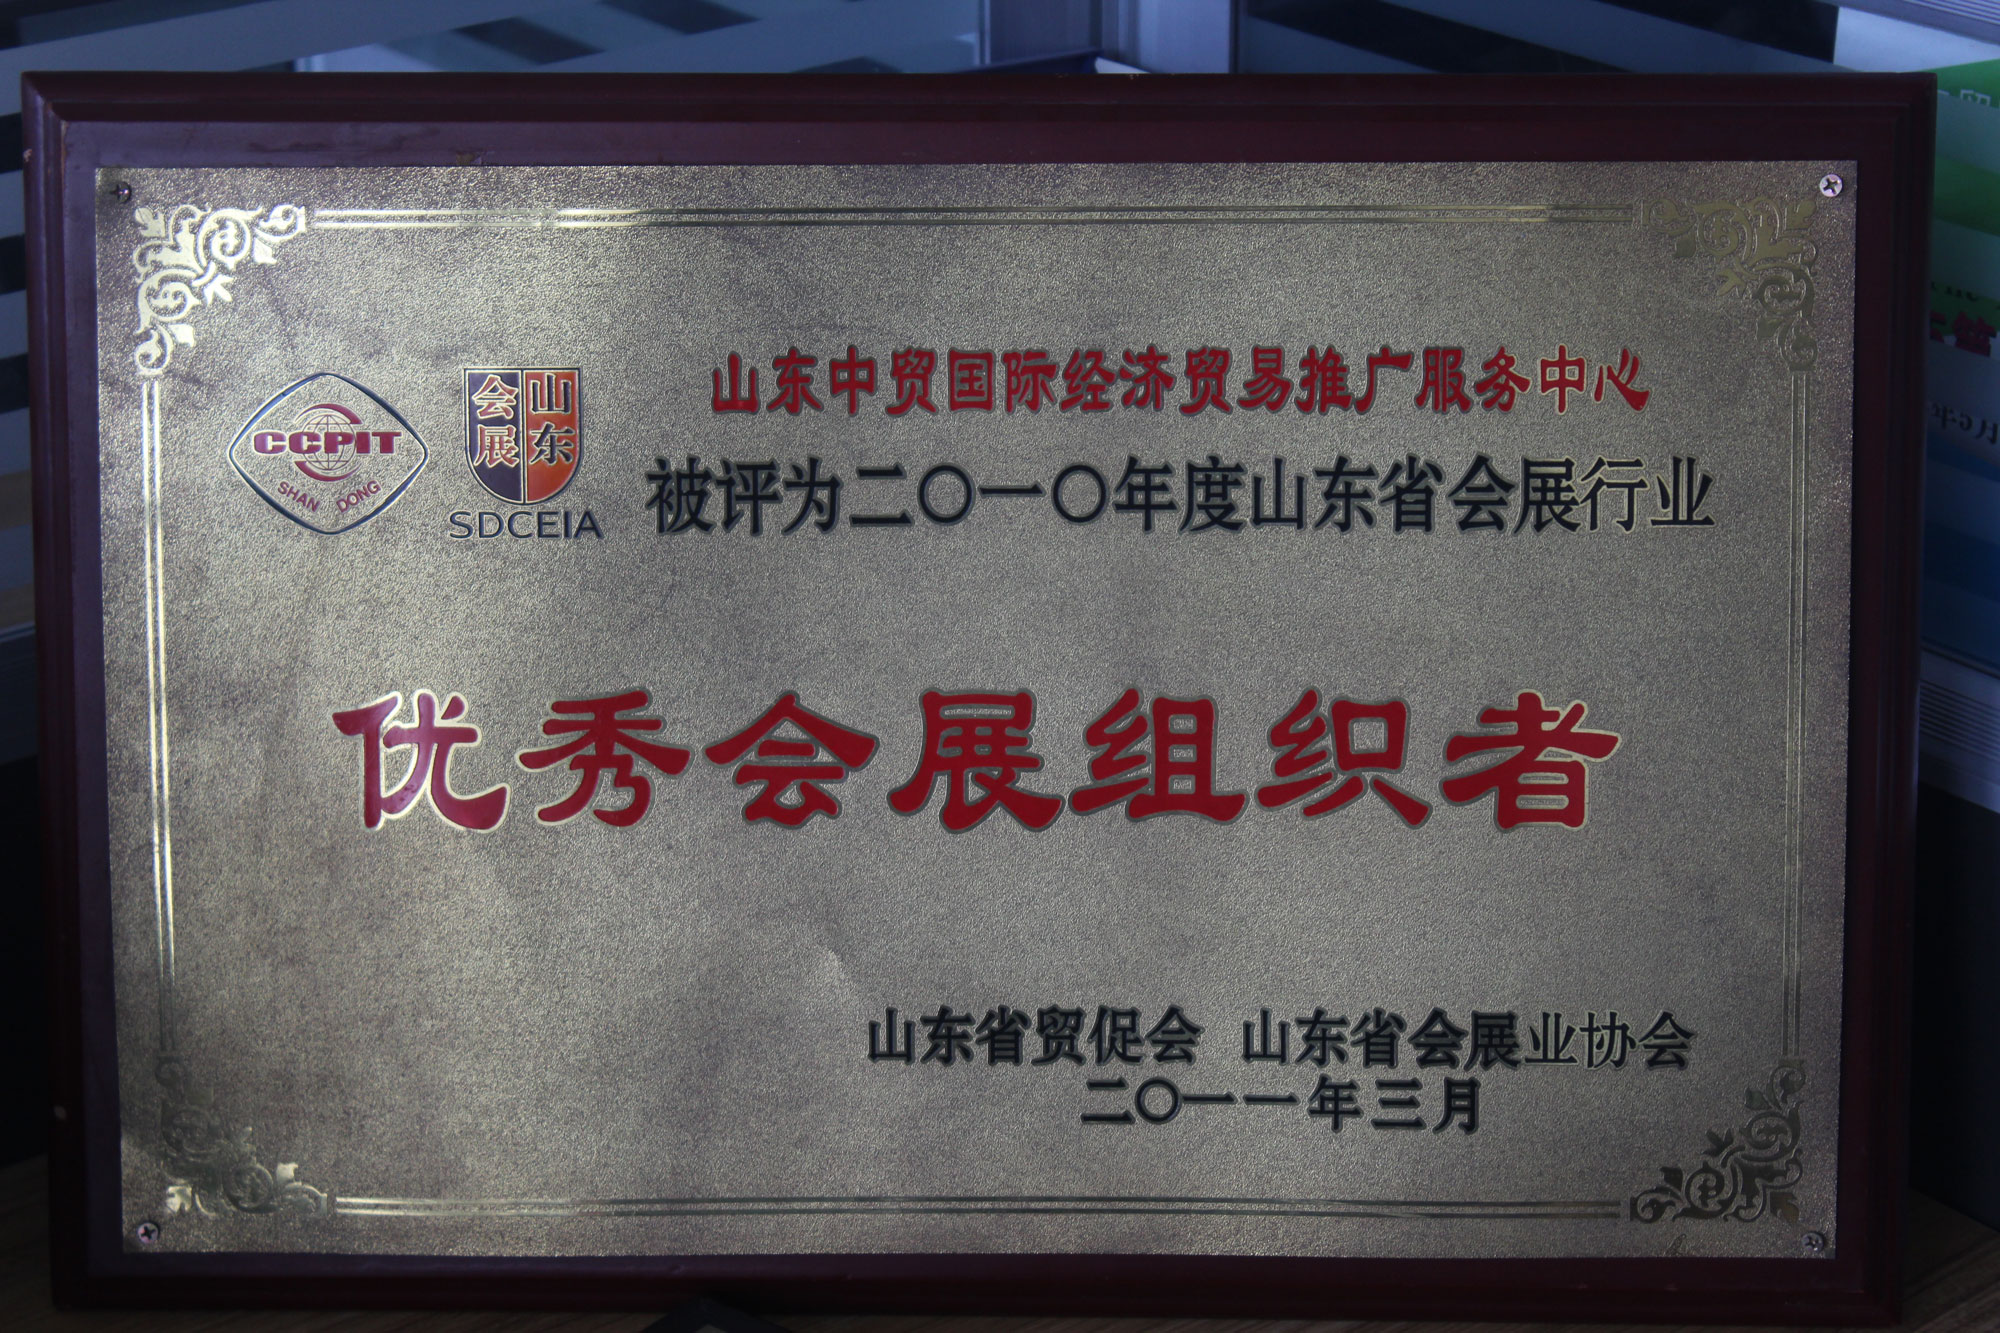 CCPIT
SHAN DONG
山东
会展
SDCEIA
山东中贸国际经济贸易推广服务中心
被评为二〇一〇年度山东省会展行业
优秀会展组织者
山东省贸促会 山东省会展业协会
二〇一一年三月